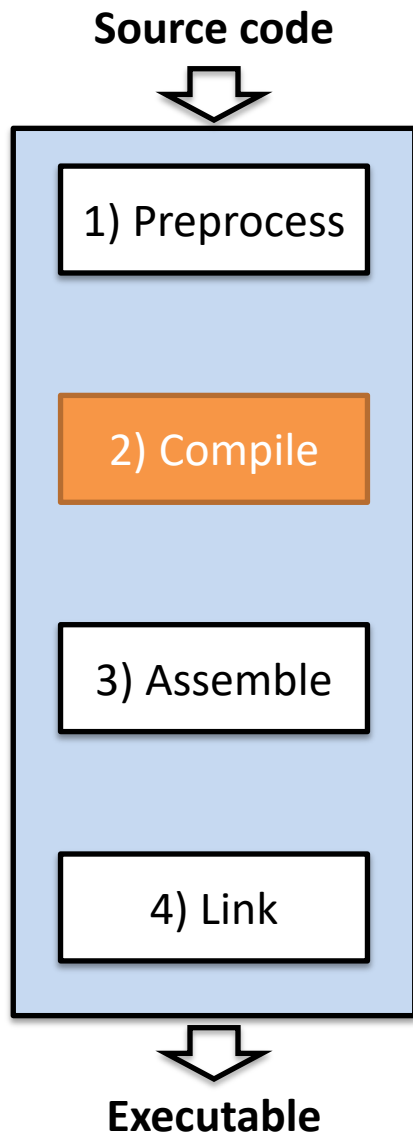 Source code
1) Preprocess
2) Compile
3) Assemble
4) Link
Executable